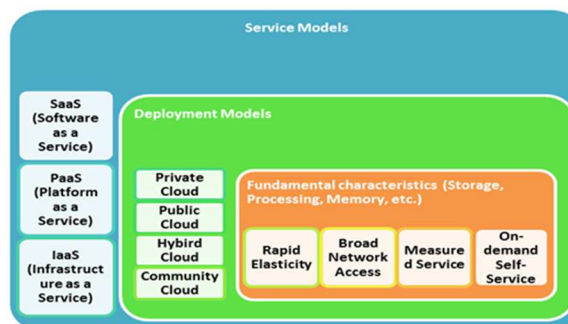 Service Models
SaaS
(Software
as a
Service)
PaaS
(Platform
as a
Service)
IaaS
(Infrastruct
ure as a
Service)
Deployment Models
Private
Cloud
Public
Cloud
Hybird
Cloud
Community
Cloud
Fundamental characteristics (Storage,
Processing, Memory, etc.)
Rapid
Elasticity
Broad
Network
Access
Measure
d Service
On-
demand
Self-
Service